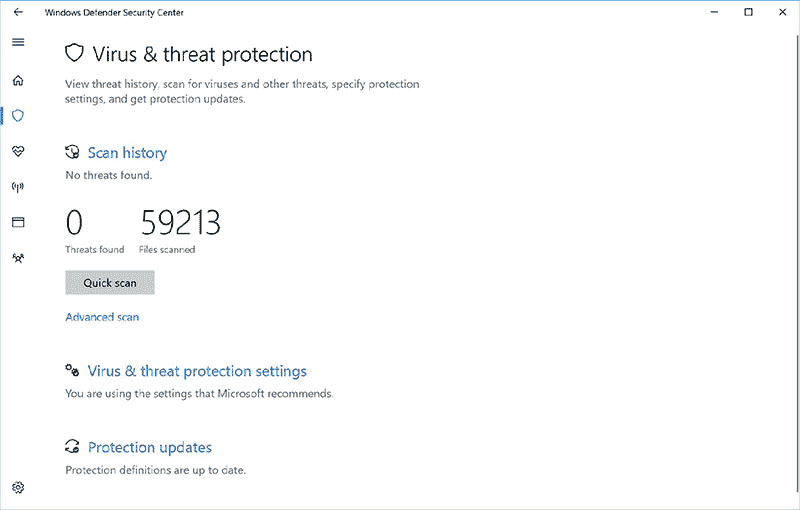 Windows Defender Security Center
Virus & threat protection
View threat history, scan for viruses and other threats, specify protection
settings, and get protection updates.
Scan history
No threats found.
0 59213
Threats found Files scanned
Quick scan
Advanced scan
Virus & threat protection settings
You are using the settings that Microsoft recommends.
Protection updates
Protection definitions are up to date.